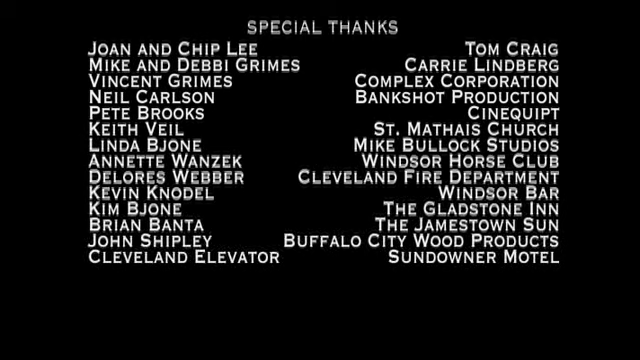 SPECIAL THANKS
JOAN AND CHIP LEE
MIKE AND DEBBI GRIMES
VINCENT GRIMES
NEIL CARLSON
PETE BROOKS
KEITH VEIL
LINDA BJONE
ANNETTE WANZEK
DELORES WEBBER
KEVIN KNODEL
KIM BJONE
BRIAN BANTA
JOHN SHIPLEY
CLEVELAND ELEVATOR
TOM CRAIG
CARRIE LINDBERG
COMPLEX CORPORATION
BANKSHOT PRODUCTION
CINEQUIPT
ST. MATHAIS CHURCH
MIKE BULLOCK STUDIOS
WINDSOR HORSE CLUB
CLEVELAND FIRE DEPARTMENT
WINDSOR BAR
THE GLADSTONE INN
THE JAMESTOWN SUN
BUFFALO CITY WOOD PRODUCTS
SUNDOWNER MOTEL